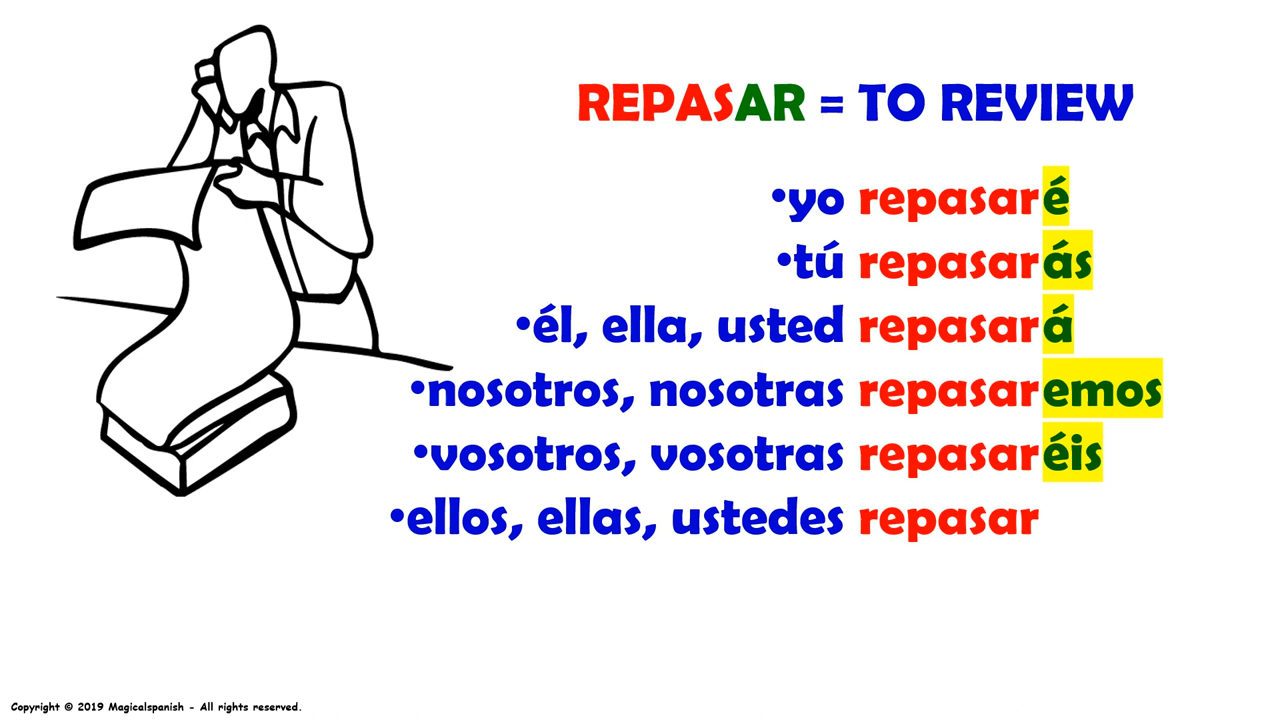 REPASAR = TO REVIEW
•yo repasaré
•tú repasarás
•él, ella, usted repasará
•nosotros, nosotras repasaremos
•vosotros, vosotras repasaréis
•ellos, ellas, ustedes repasar
Copyright © 2019 Magicalspanish - All rights reserved.